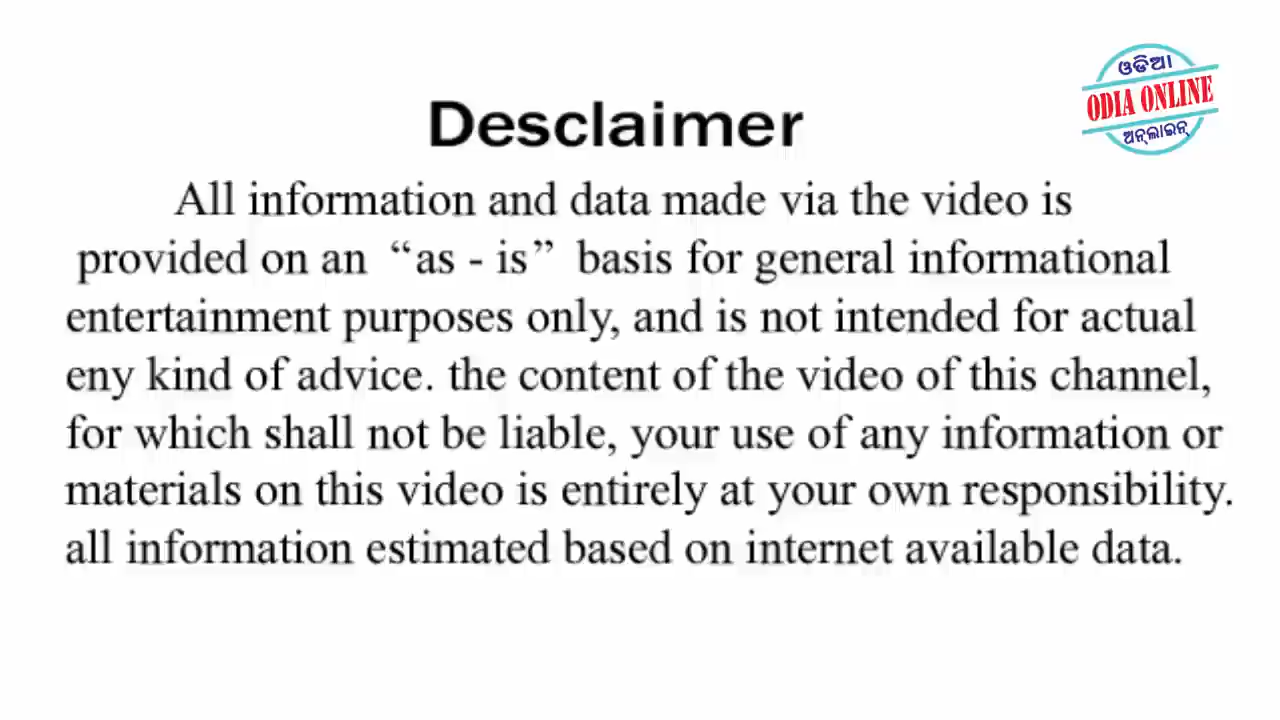 ଓଡିଆ
ODIA ONLINE
ଅନ୍‌ଲାଇନ୍
Desclaimer
All information and data made via the video is
provided on an “as - is” basis for general informational
entertainment purposes only, and is not intended for actual
eny kind of advice. the content of the video of this channel,
for which shall not be liable, your use of any information or
materials on this video is entirely at your own responsibility.
all information estimated based on internet available data.